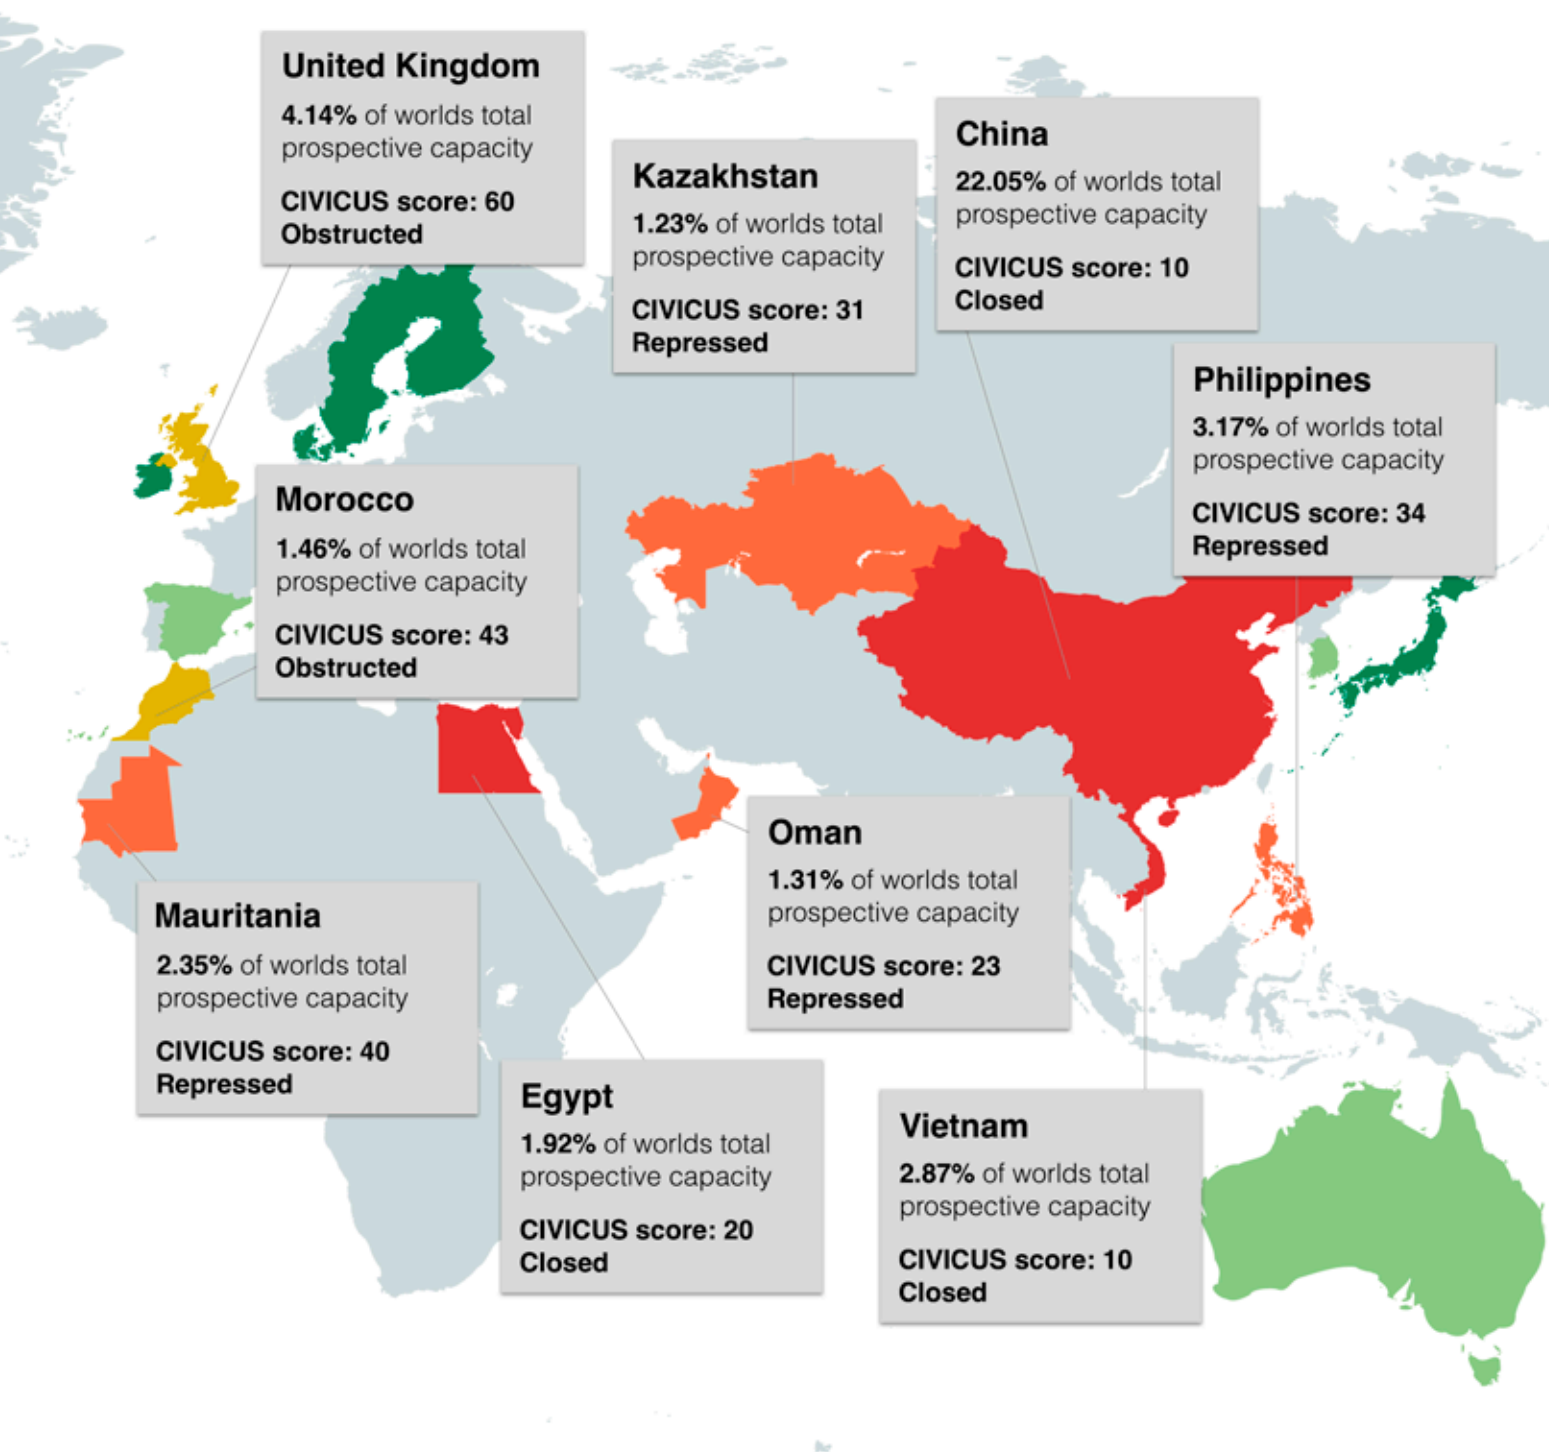 United Kingdom
4.14% of worlds total
prospective capacity
CIVICUS score: 60
Obstructed
Kazakhstan
1.23% of worlds total
prospective capacity
CIVICUS score: 31
Repressed
China
22.05% of worlds total
prospective capacity
CIVICUS score: 10
Closed
Philippines
3.17% of worlds total
prospective capacity
CIVICUS score: 34
Repressed
Morocco
1.46% of worlds total
prospective capacity
CIVICUS score: 43
Obstructed
Oman
1.31% of worlds total
prospective capacity
CIVICUS score: 23
Repressed
Mauritania
2.35% of worlds total
prospective capacity
CIVICUS score: 40
Repressed
Egypt
1.92% of worlds total
prospective capacity
CIVICUS score: 20
Closed
Vietnam
2.87% of worlds total
prospective capacity
CIVICUS score: 10
Closed